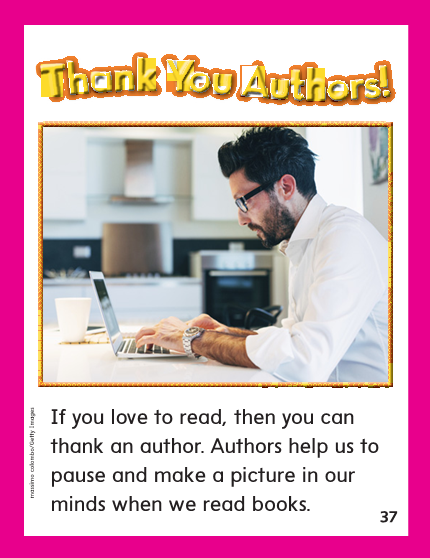 Thank You Authors!
If you love to read, then you can
thank an author. Authors help us to
pause and make a picture in our
minds when we read books.
massimo colombo/Getty Images
37